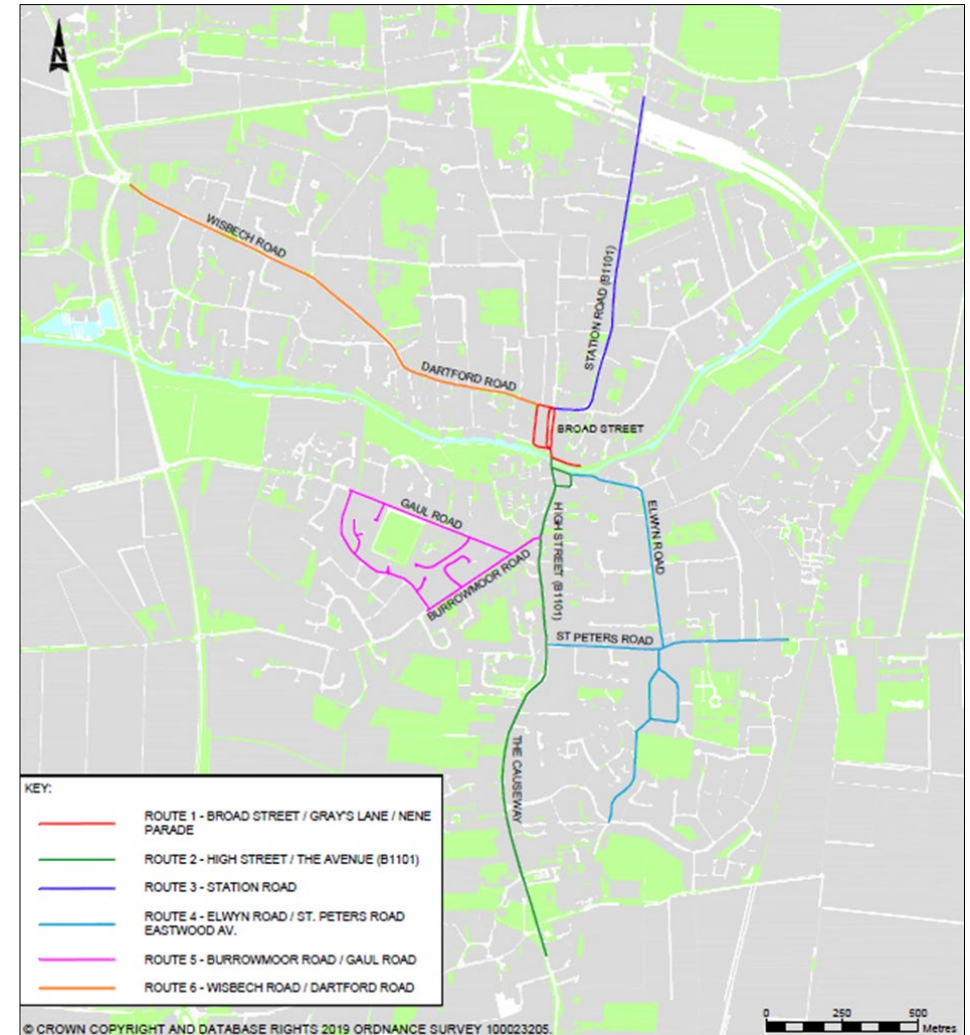 N
WISBECH ROAD
STATION ROAD (B1101)
DARTFORD ROAD
BROAD STREET
GAUL ROAD
HIGH STREET (B1101)
ELWYN ROAD
BURROWMOOR ROAD
ST PETERS ROAD
THE CAUSEWAY
KEY:
ROUTE 1 - BROAD STREET / GRAY'S LANE / NENE
PARADE
ROUTE 2 - HIGH STREET / THE AVENUE (B1101)
ROUTE 3 - STATION ROAD
ROUTE 4 - ELWYN ROAD / ST. PETERS ROAD
EASTWOOD AV.
ROUTE 5 - BURROWMOOR ROAD / GAUL ROAD
ROUTE 6 - WISBECH ROAD / DARTFORD ROAD
0 250 500
Metres
© CROWN COPYRIGHT AND DATABASE RIGHTS 2019 ORDNANCE SURVEY 100023205.